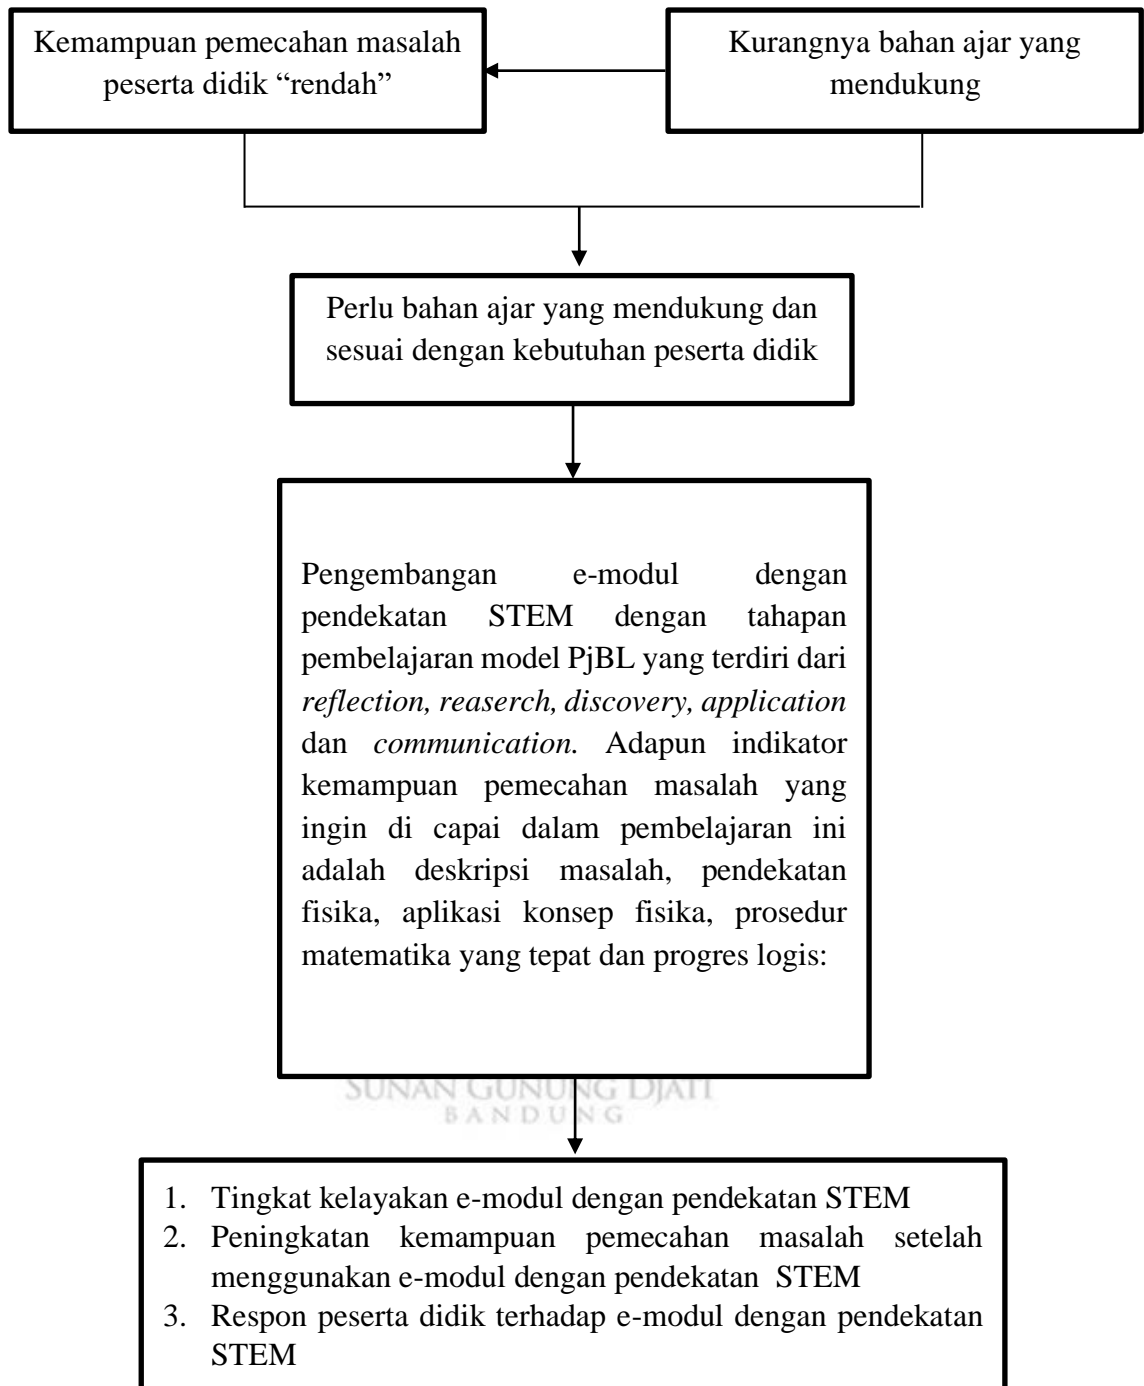 Kemampuan pemecahan masalah
peserta didik “rendah”
Kurangnya bahan ajar yang
mendukung
Perlu bahan ajar yang mendukung dan
sesuai dengan kebutuhan peserta didik
Pengembangan e-modul dengan
pendekatan STEM dengan tahapan
pembelajaran model PjBL yang terdiri dari
reflection, reaserch, discovery, application
dan communication. Adapun indikator
kemampuan pemecahan masalah yang
ingin di capai dalam pembelajaran ini
adalah deskripsi masalah, pendekatan
fisika, aplikasi konsep fisika, prosedur
matematika yang tepat dan progres logis:
SUNAN GUNUNG DJATI
BANDUNG
1. Tingkat kelayakan e-modul dengan pendekatan STEM
2. Peningkatan kemampuan pemecahan masalah setelah
menggunakan e-modul dengan pendekatan STEM
3. Respon peserta didik terhadap e-modul dengan pendekatan
STEM